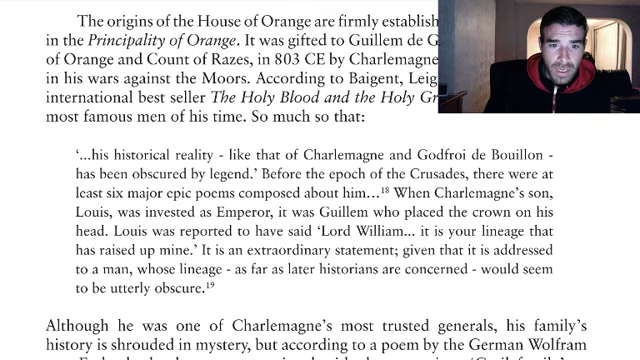 The origins of the House of Orange are firmly establish
in the Principality of Orange. It was gifted to Guillem de G
of Orange and Count of Razes, in 803 CE by Charlemagne
in his wars against the Moors. According to Baigent, Leig
international best seller The Holy Blood and the Holy Gr
most famous men of his time. So much so that:
'...his historical reality - like that of Charlemagne and Godfroi de Bouillon -
has been obscured by legend.' Before the epoch of the Crusades, there were at
least six major epic poems composed about him…18 When Charlemagne's son,
Louis, was invested as Emperor, it was Guillem who placed the crown on his
head. Louis was reported to have said 'Lord William... it is your lineage that
has raised up mine.' It is an extraordinary statement; given that it is addressed
to a man, whose lineage - as far as later historians are concerned - would seem
to be utterly obscure.19
Although he was one of Charlemagne's most trusted generals, his family's
history is shrouded in mystery, but according to a poem by the German Wolfram